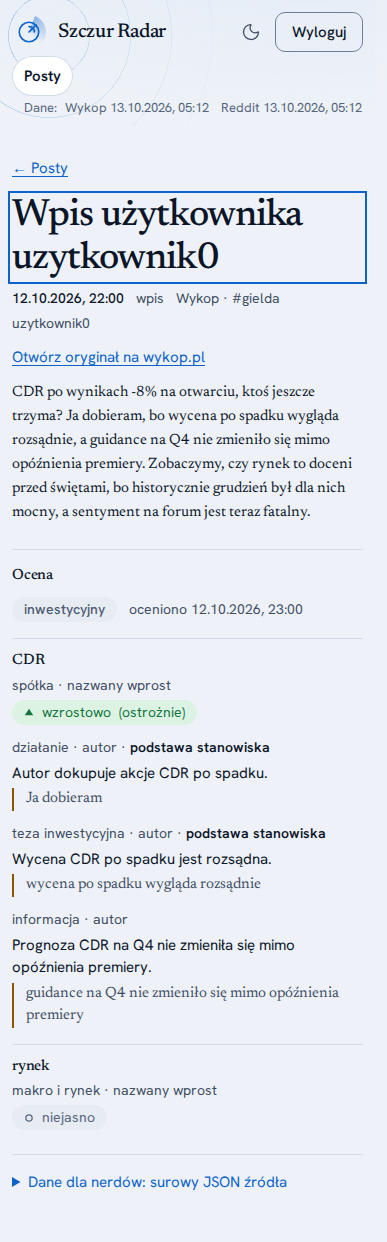 Szczur Radar
Wyloguj
Posty
Dane: Wykop 13.10.2026, 05:12 Reddit 13.10.2026, 05:12
← Posty
Wpis użytkownika
uzytkownik0
12.10.2026, 22:00 wpis Wykop · #gielda
uzytkownik0
Otwórz oryginał na wykop.pl
CDR po wynikach -8% na otwarciu, ktoś jeszcze
trzyma? Ja dobieram, bo wycena po spadku wygląda
rozsądnie, a guidance na Q4 nie zmieniło się mimo
opóźnienia premiery. Zobaczymy, czy rynek to doceni
przed świętami, bo historycznie grudzień był dla nich
mocny, a sentyment na forum jest teraz fatalny.
Ocena
inwestycyjny oceniono 12.10.2026, 23:00
CDR
spółka · nazwany wprost
▲ wzrostowo (ostrożnie)
działanie · autor · podstawa stanowiska
Autor dokupuje akcje CDR po spadku.
Ja dobieram
teza inwestycyjna · autor · podstawa stanowiska
Wycena CDR po spadku jest rozsądna.
wycena po spadku wygląda rozsądnie
informacja · autor
Prognoza CDR na Q4 nie zmieniła się mimo
opóźnienia premiery.
guidance na Q4 nie zmieniło się mimo opóźnienia
premiery
rynek
makro i rynek · nazwany wprost
○ niejasno
▶ Dane dla nerdów: surowy JSON źródła